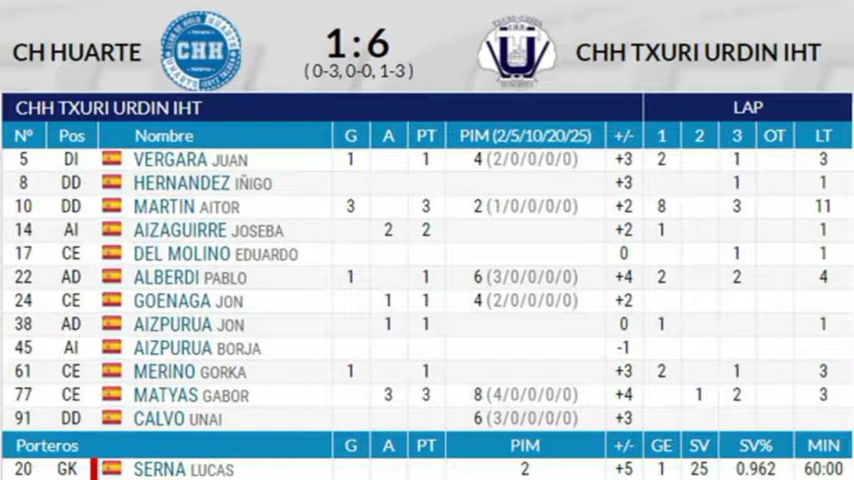 CH HUARTE
CHH
1:6
( 0-3, 0-0, 1-3 )
CHH TXURI URDIN IHT
CHH TXURI URDIN IHT LAP
Nº Pos Nombre G A PT PIM (2/5/10/20/25) +/- 1 2 3 OT LT
5 DI VERGARA JUAN 1 1 4 (2/0/0/0/0) +3 2 1 3
8 DD HERNANDEZ IÑIGO +3 1 1
10 DD MARTIN AITOR 3 3 2 (1/0/0/0/0) +2 8 3 11
14 AI AIZAGUIRRE JOSEBA 2 2 +2 1 1
17 CE DEL MOLINO EDUARDO 0 1 1
22 AD ALBERDI PABLO 1 1 6 (3/0/0/0/0) +4 2 2 4
24 CE GOENAGA JON 1 1 4 (2/0/0/0/0) +2
38 AD AIZPURUA JON 1 1 0 1 1
45 AI AIZPURUA BORJA -1
61 CE MERINO GORKA 1 1 +3 2 1 3
77 CE MATYAS GABOR 3 3 8 (4/0/0/0/0) +4 1 2 3
91 DD CALVO UNAI 6 (3/0/0/0/0) +3
Porteros G A PT PIM +/- GE SV SV% MIN
20 GK SERNA LUCAS 2 +5 1 25 0.962 60:00